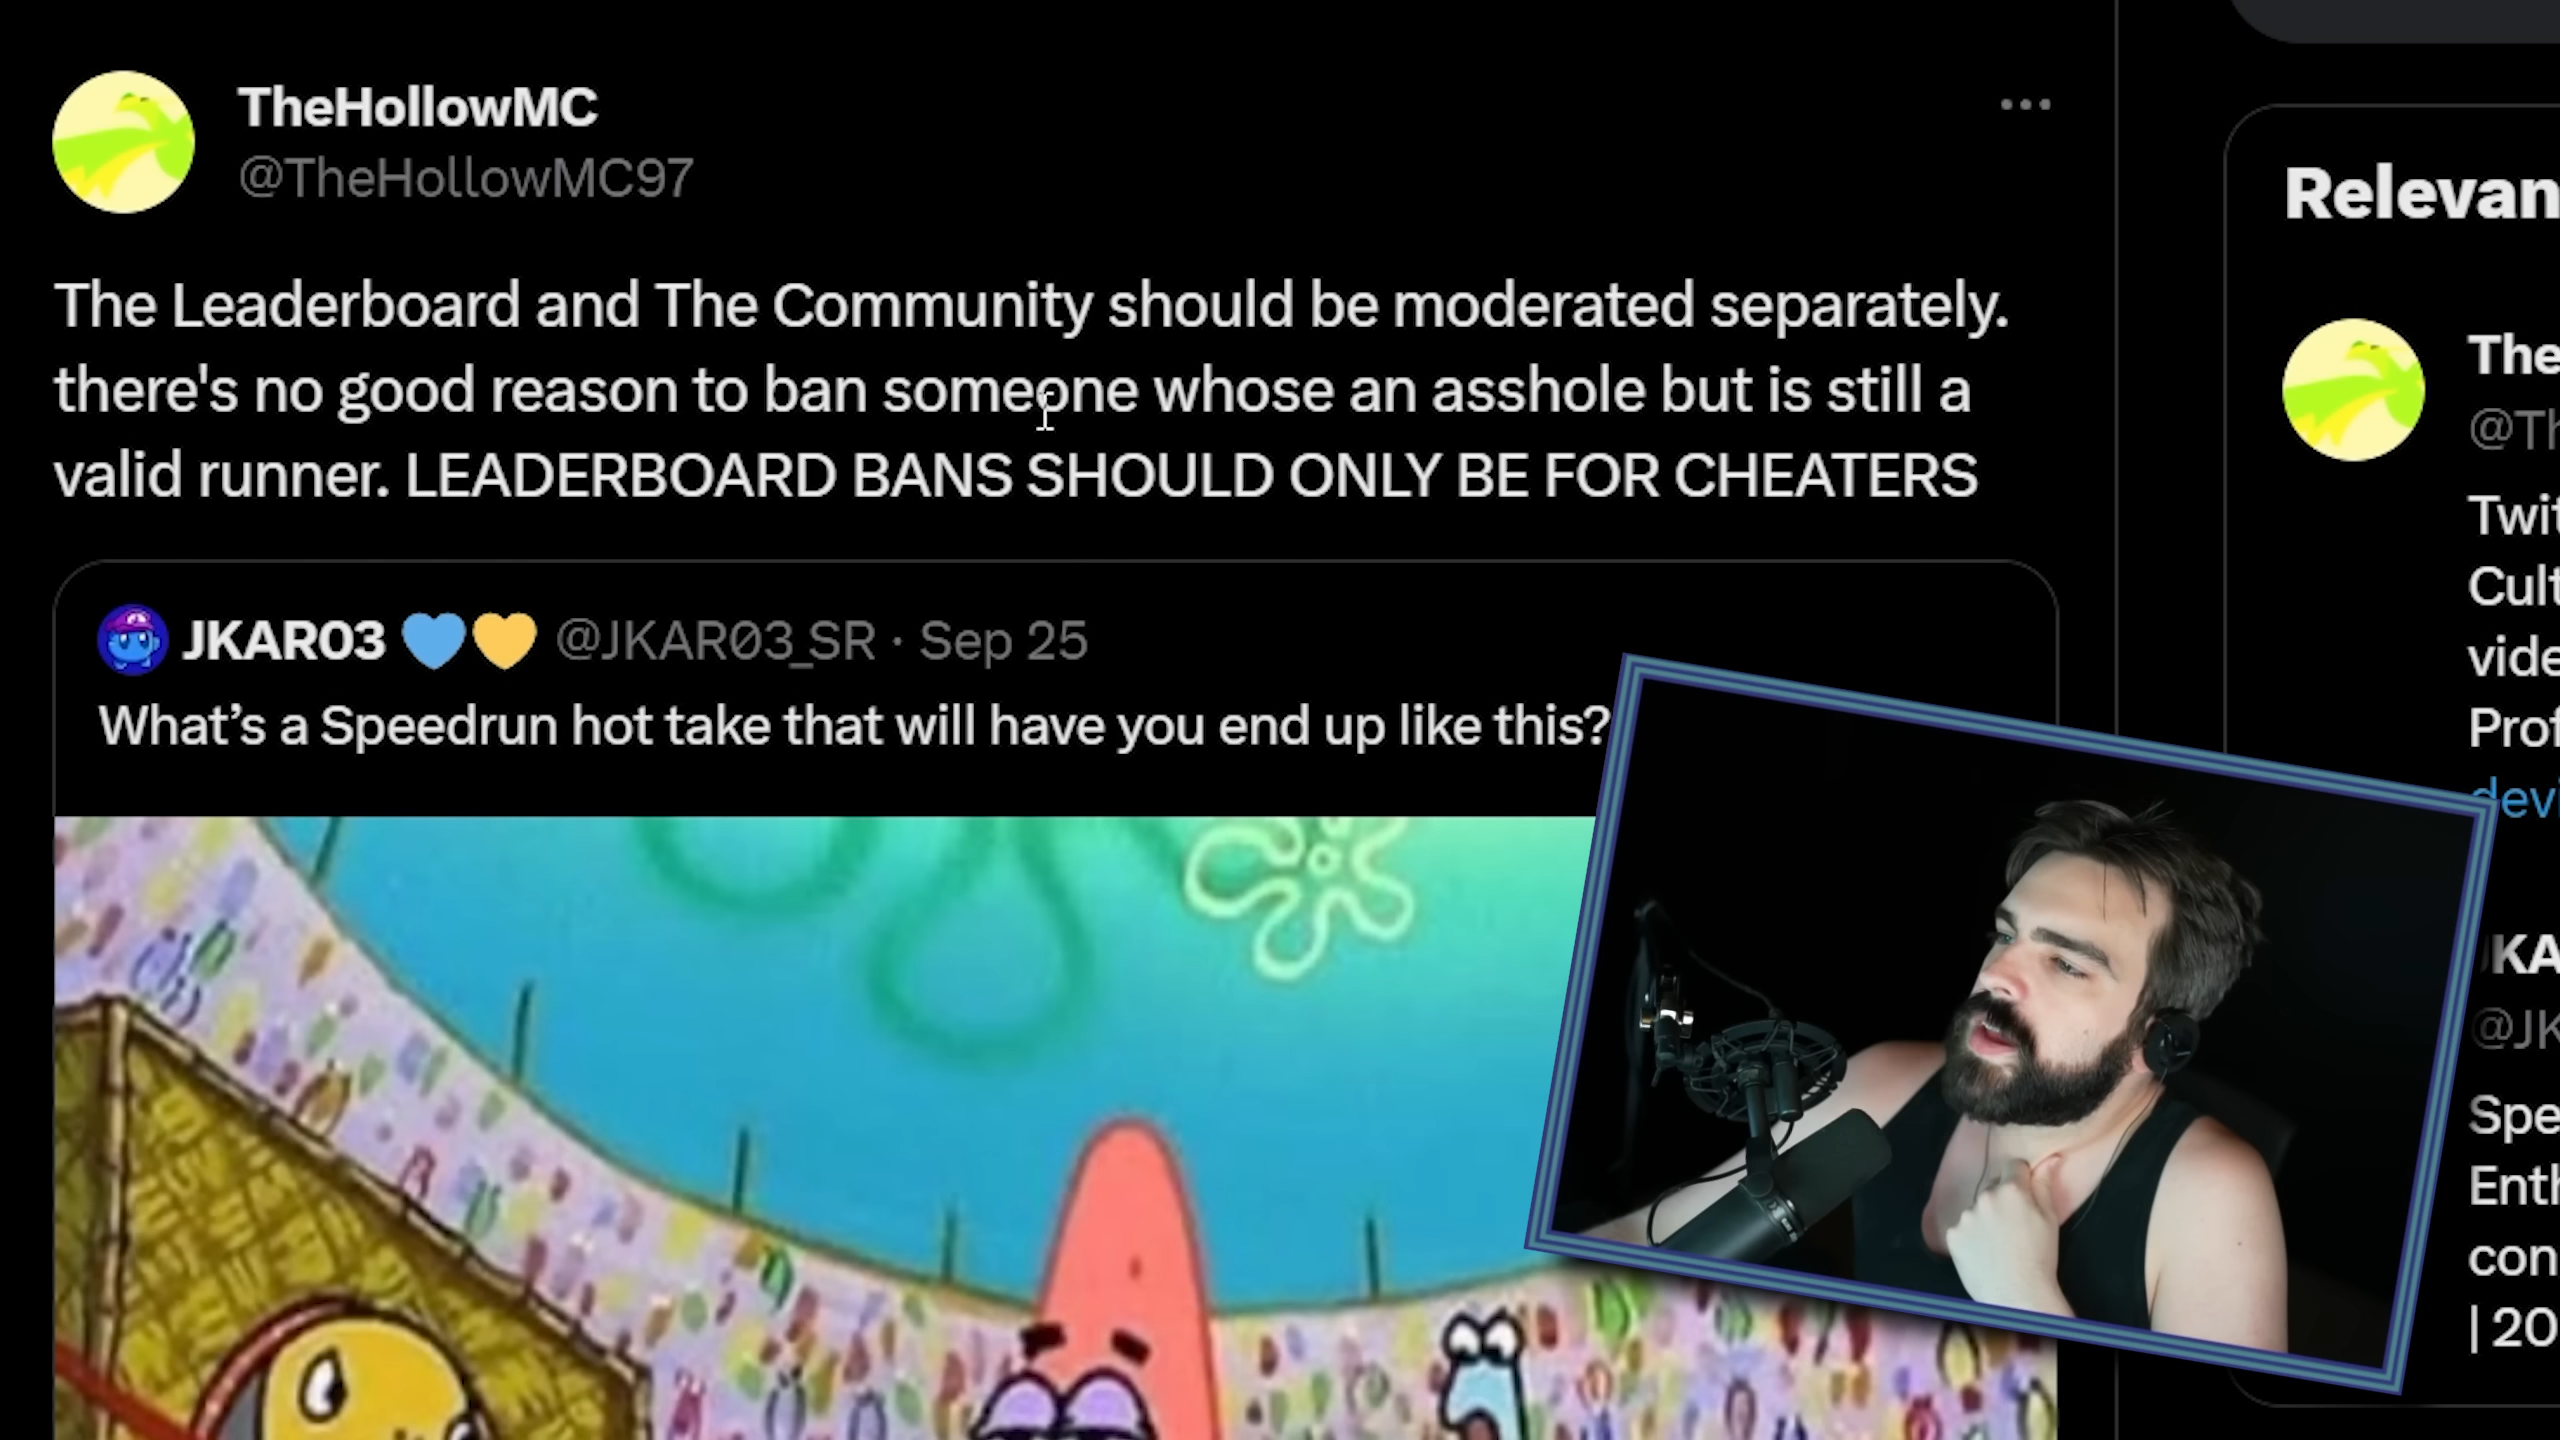 TheHollowMC
@TheHollowMC97
The Leaderboard and The Community should be moderated separately.
there's no good reason to ban someone whose an asshole but is still a
valid runner. LEADERBOARD BANS SHOULD ONLY BE FOR CHEATERS
JKAR03 💙💛 @JKAR03_SR · Sep 25
What’s a Speedrun hot take that will have you end up like this?
Relevan
The
@Th
Twit
Cult
vide
Prof
devi
JKA
@JK
Spe
Enth
con
| 20